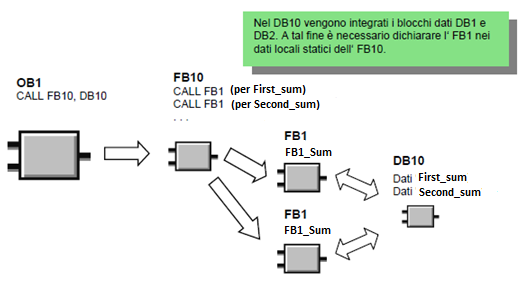 Nel DB10 vengono integrati i blocchi dati DB1 e
DB2. A tal fine è necessario dichiarare l' FB1 nei
dati locali statici dell' FB10.
OB1
CALL FB10, DB10
FB10
CALL FB1 (per First_sum)
CALL FB1 (per Second_sum)
. . .
FB1
FB1_Sum
DB10
Dati First_sum
Dati Second_sum
FB1
FB1_Sum